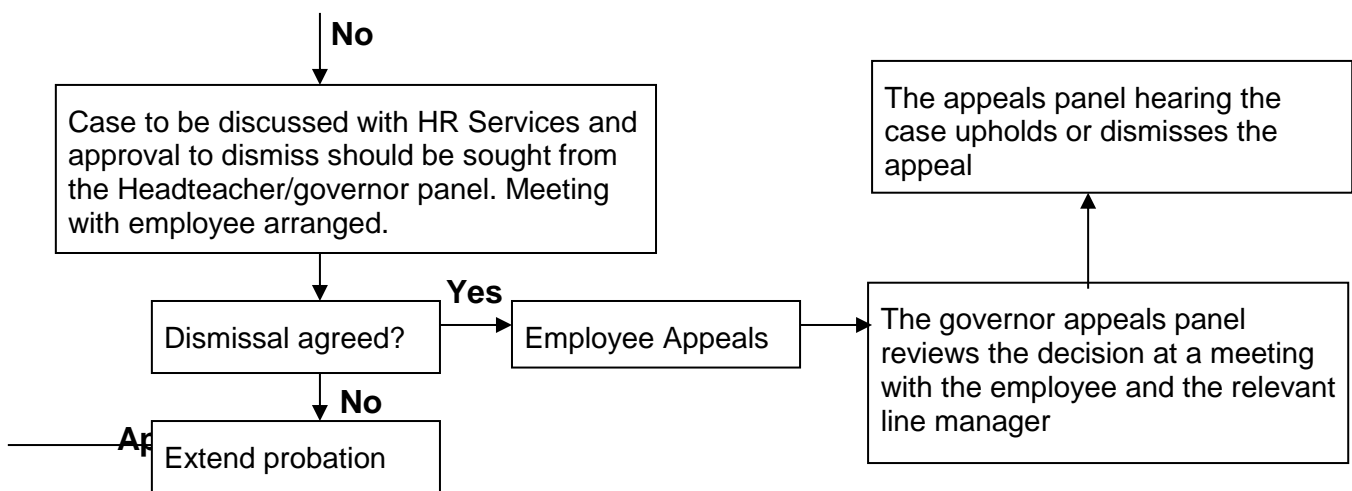 No
Case to be discussed with HR Services and
approval to dismiss should be sought from
the Headteacher/governor panel. Meeting
with employee arranged.
The appeals panel hearing the
case upholds or dismisses the
appeal
Yes
Dismissal agreed?
Employee Appeals
The governor appeals panel
reviews the decision at a meeting
with the employee and the relevant
line manager
No
Extend probation